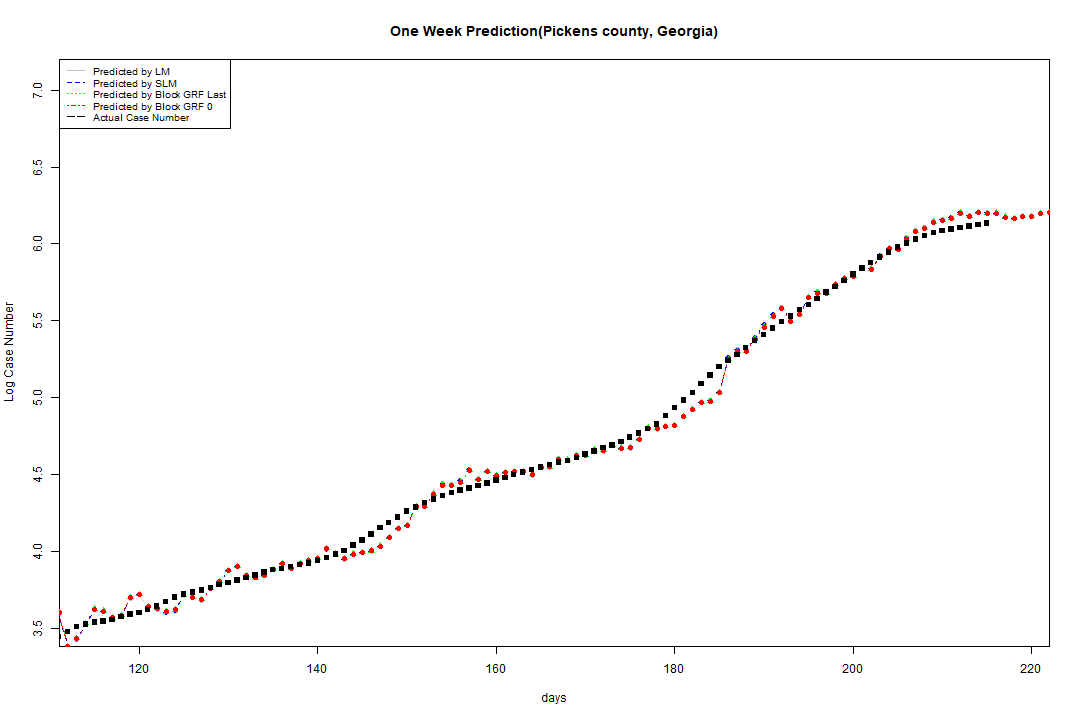 One Week Prediction(Pickens county, Georgia)
Predicted by LM
Predicted by SLM
Predicted by Block GRF Last
Predicted by Block GRF 0
Actual Case Number
7.0
6.5
6.0
5.5
5.0
4.5
4.0
3.5
Log Case Number
120 140 160 180 200 220
days